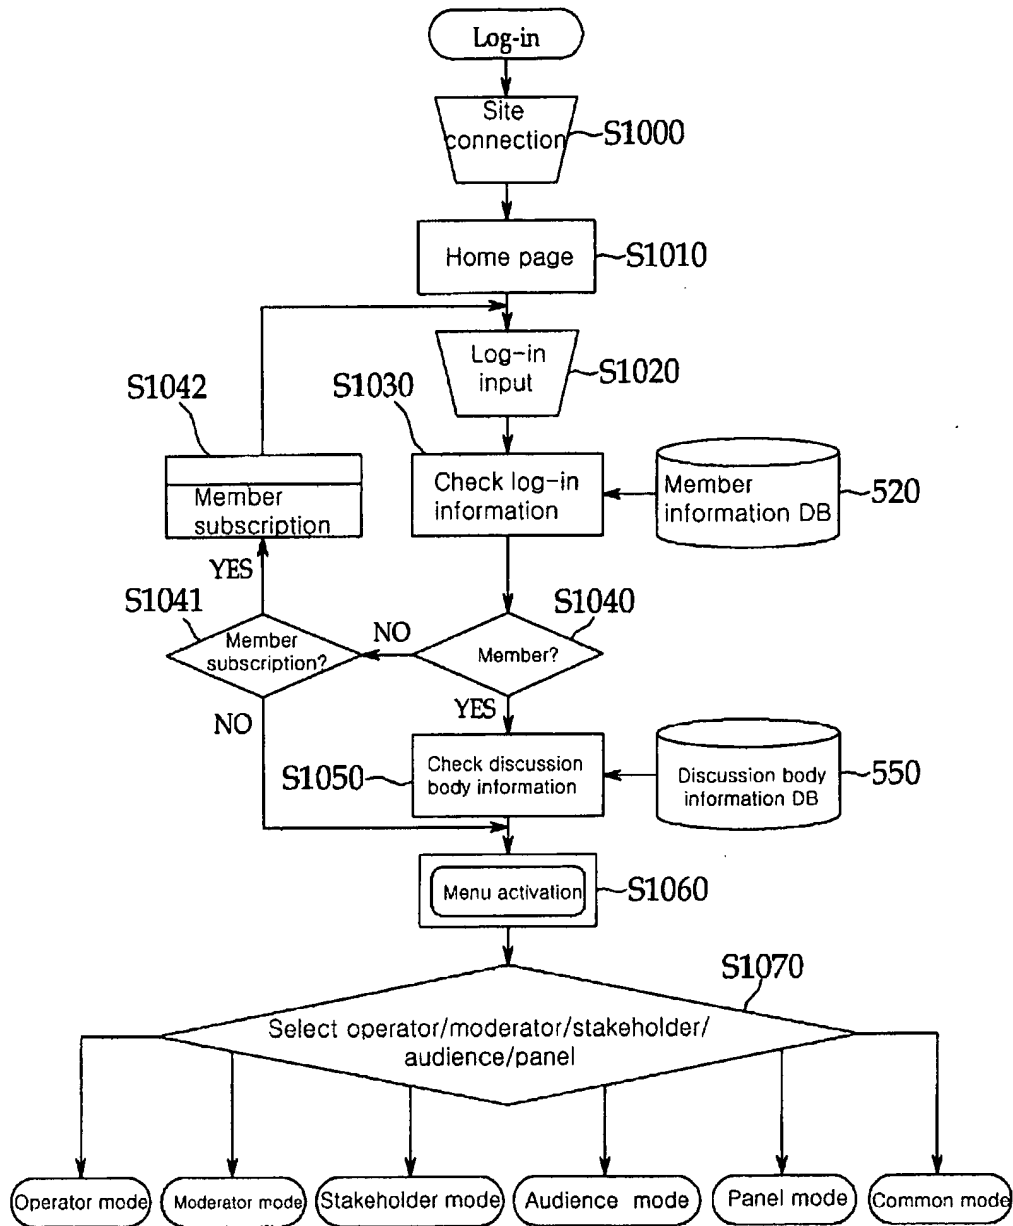 Log-in
Site
connection
S1000
Home page
S1010
Log-in
input
S1020
S1042
S1030
Member
subscription
Check log-in
information
Member
information DB
520
YES
S1041
S1040
Member
subscription?
NO
Member?
NO
YES
S1050
Check discussion
body information
Discussion body
information DB
550
Menu activation
S1060
S1070
Select operator/moderator/stakeholder/
audience/panel
Operator mode
Moderator mode
Stakeholder mode
Audience mode
Panel mode
Common mode